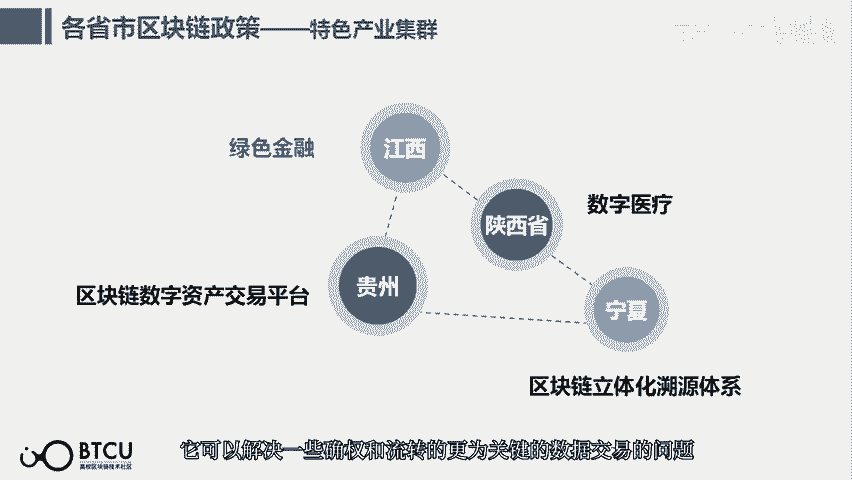 各省市区块链政策——特色产业集群
绿色金融
江西
陕西省
数字医疗
贵州
区块链数字资产交易平台
宁夏
区块链立体化溯源体系
BTCU
高校区块链技术社区
它可以解决一些确权和流转的更为关键的数据交易的问题